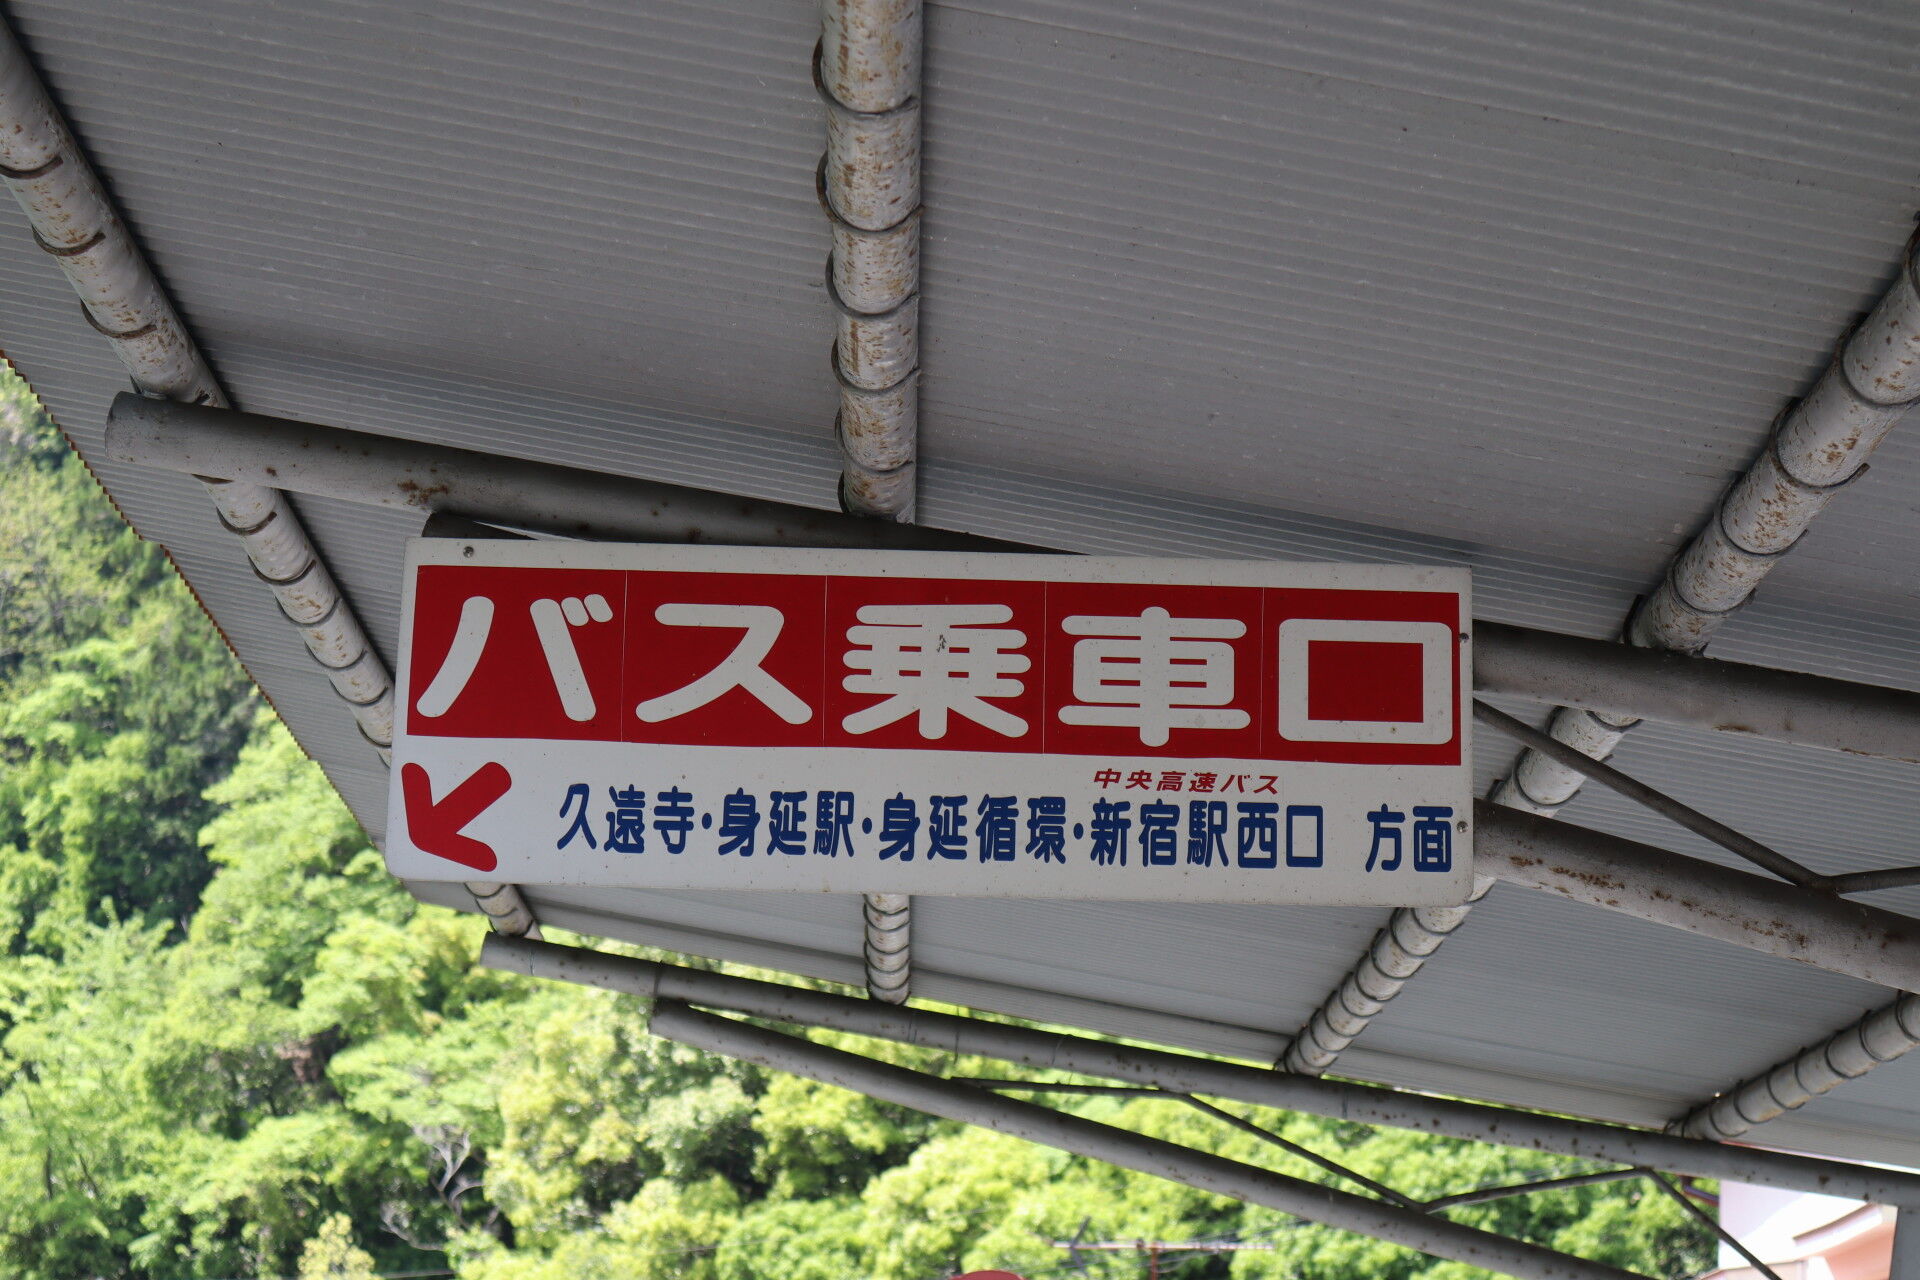 バス乗車口
中央高速バス
久遠寺・身延駅・身延循環・新宿駅西口 方面